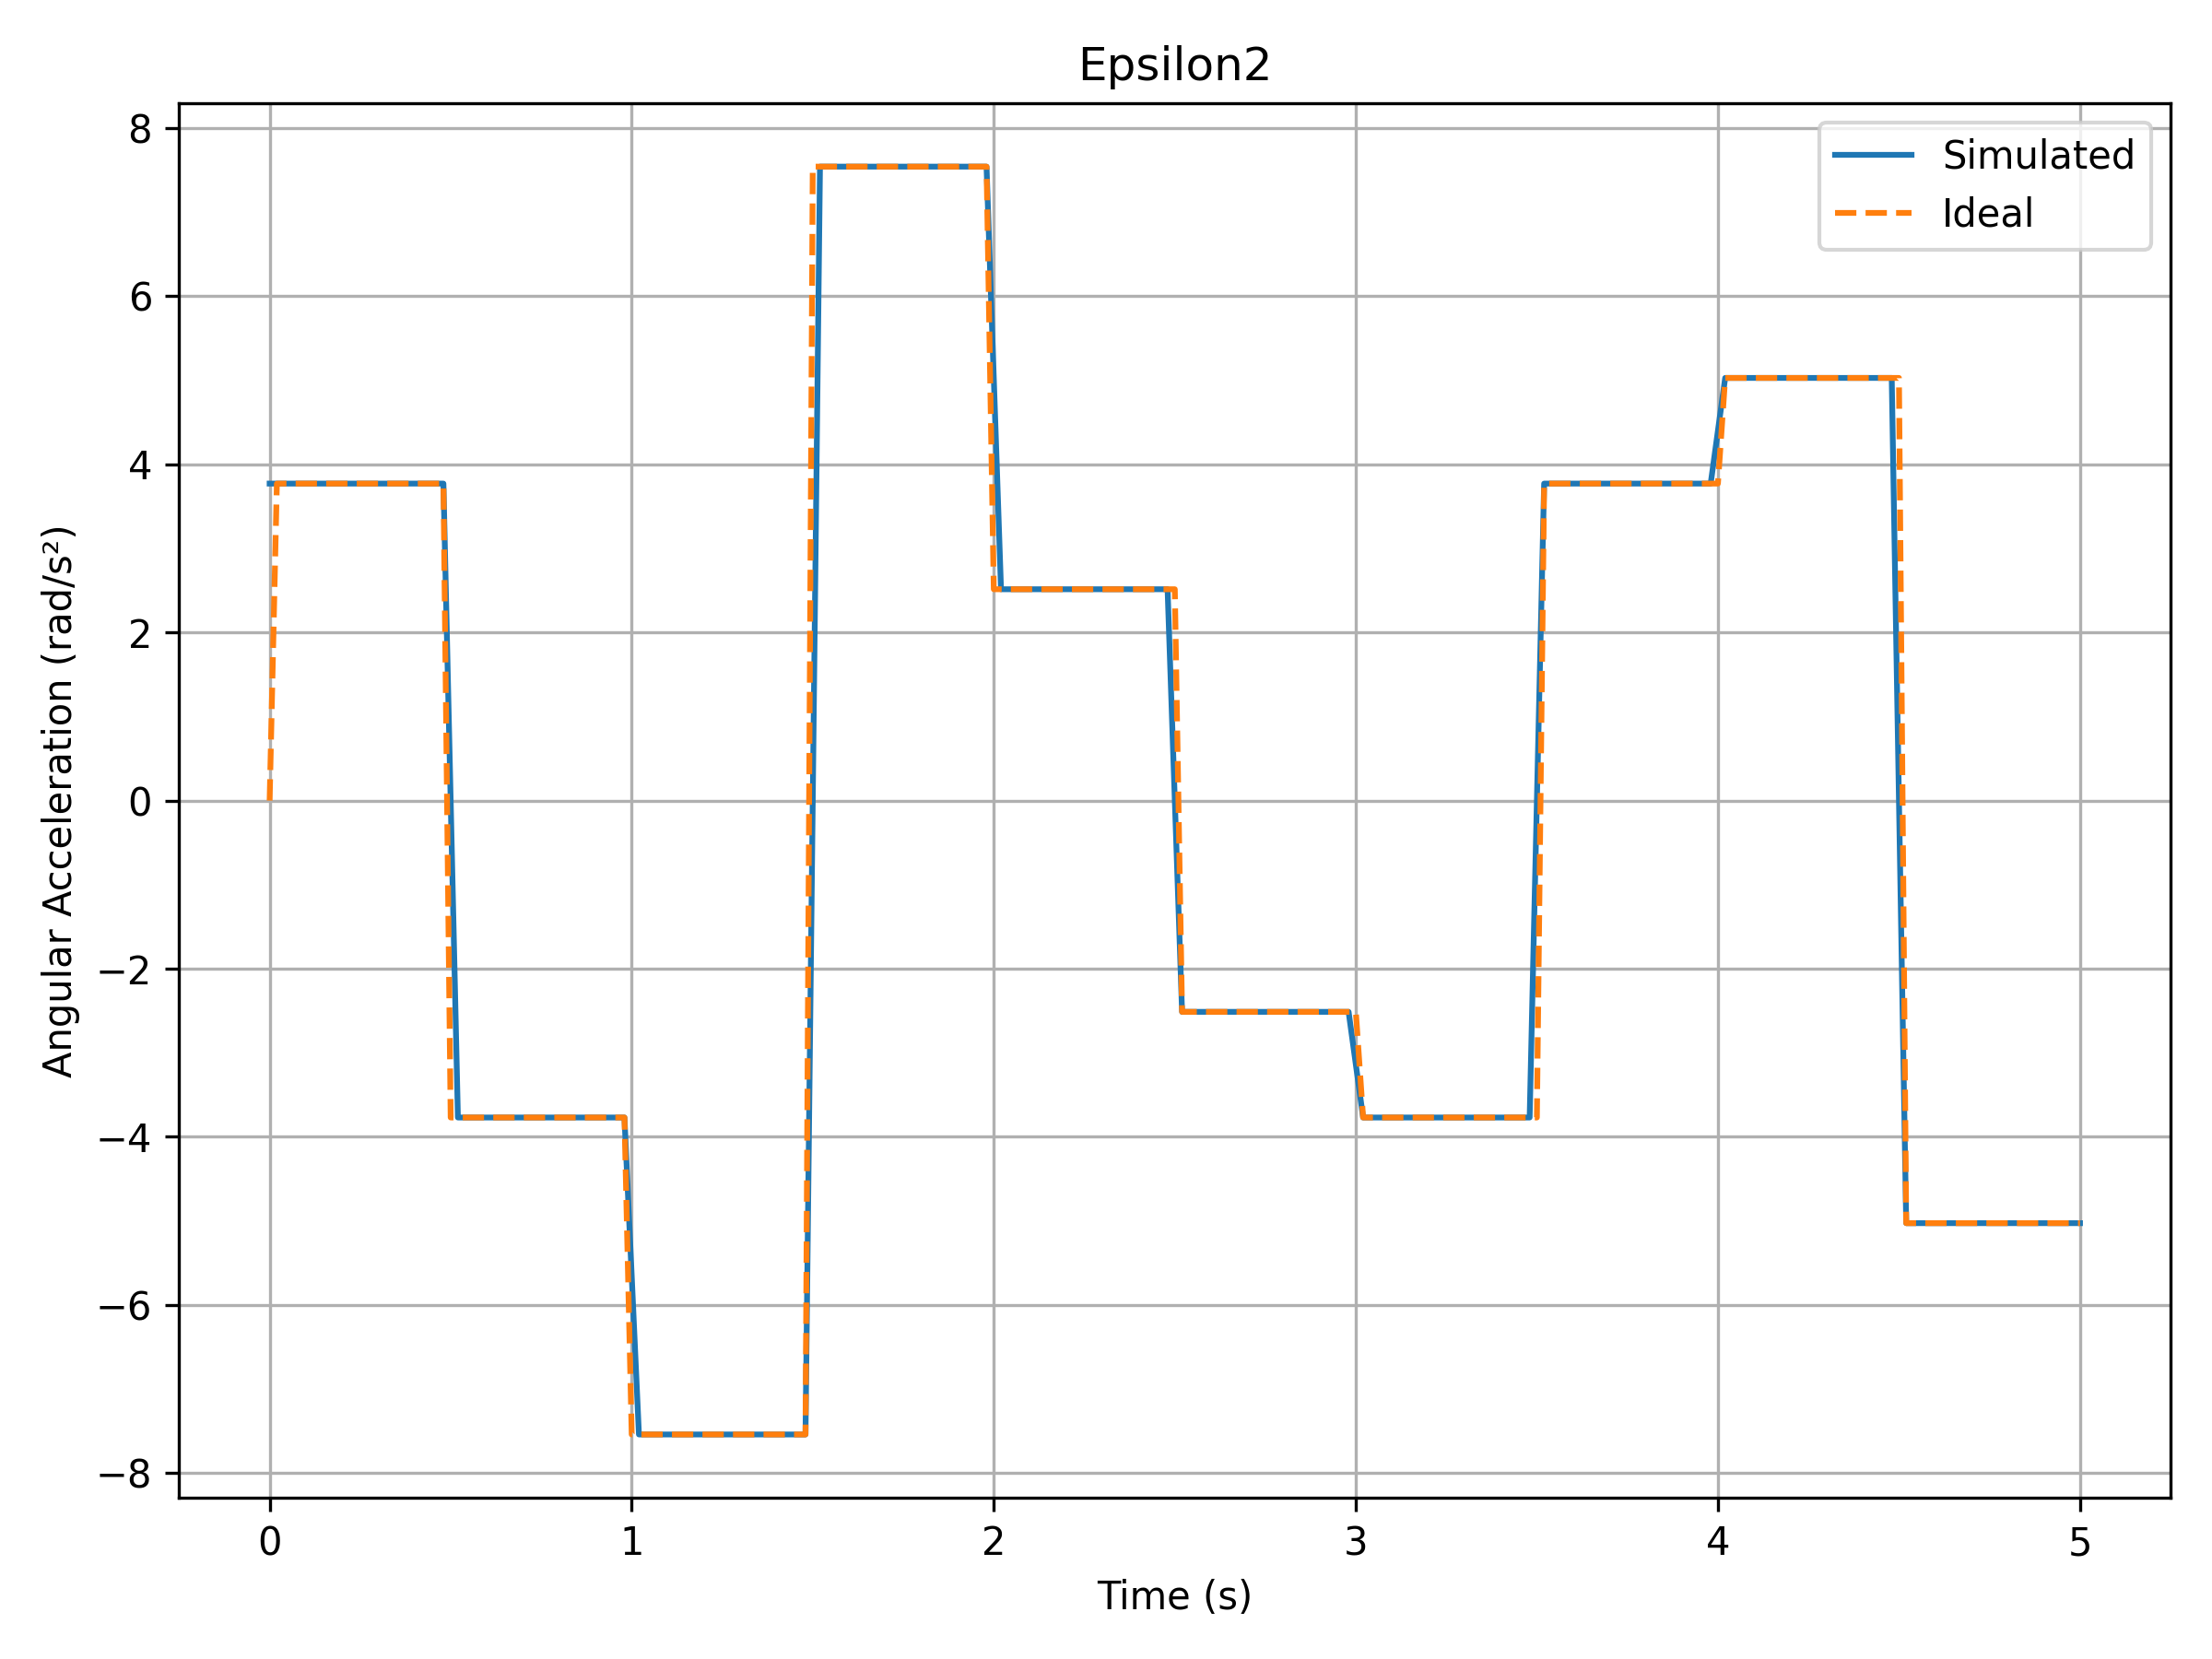 Epsilon2
Simulated
Ideal
Angular Acceleration (rad/s²)
8
6
4
2
0
−2
−4
−6
−8
0 1 2 3 4 5
Time (s)